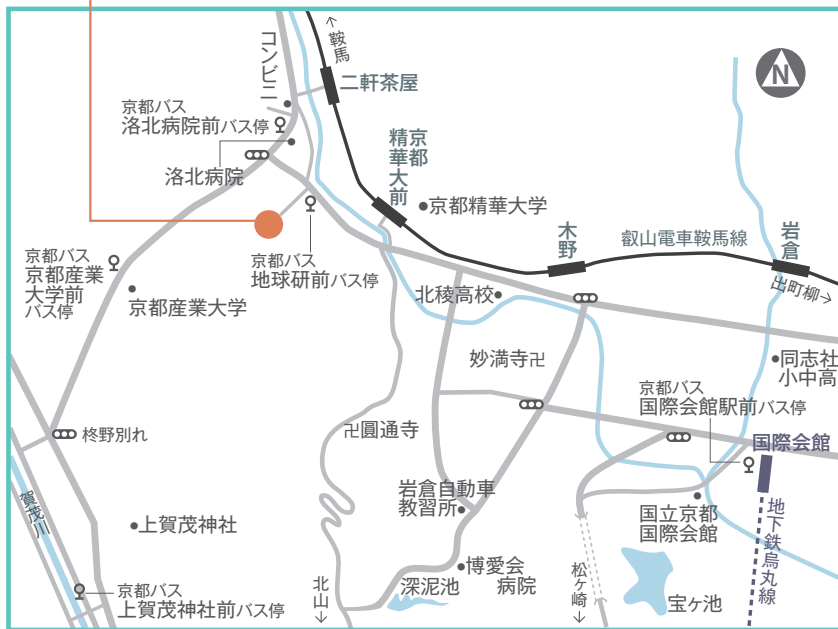 ↑鞍馬
コンビニ
二軒茶屋
N
京都バス
洛北病院前バス停
洛北病院
京都
精華大前
京都精華大学
木野
叡山電車鞍馬線
岩倉
出町柳→
京都バス
地球研前バス停
京都バス
京都産業
大学前
バス停
京都産業大学
北稜高校
妙満寺卍
同志社
小中高
京都バス
国際会館駅前バス停
国際会館
卍圓通寺
柊野別れ
賀茂川
岩倉自動車
教習所
国立京都
国際会館
地下鉄烏丸線
上賀茂神社
博愛会
病院
深泥池
北山↓
松ヶ崎↓
宝ヶ池
京都バス
上賀茂神社前バス停